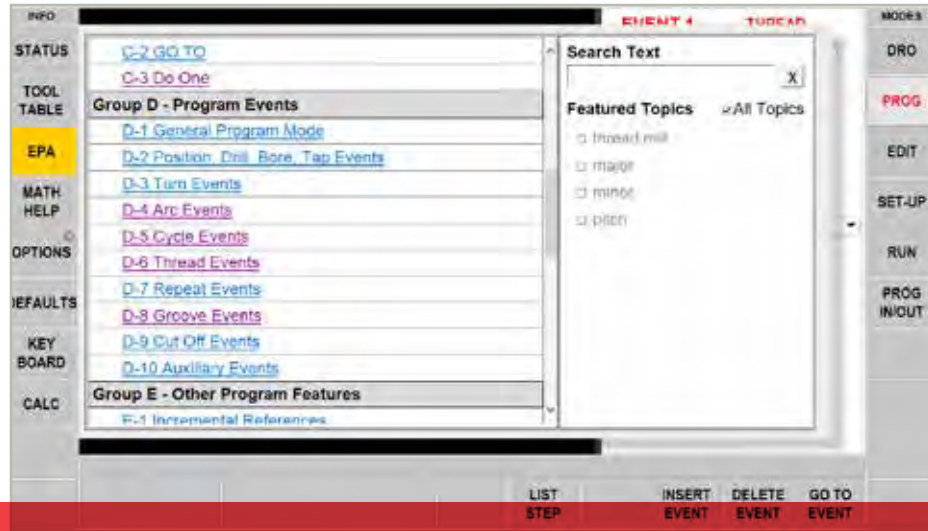 INFO
EVENT 1 THREAD
MODES
STATUS
TOOL
TABLE
EPA
MATH
HELP
OPTIONS
DEFAULTS
KEY
BOARD
CALC
C-2 GO TO
C-3 Do One
Group D - Program Events
D-1 General Program Mode
D-2 Position, Drill, Bore, Tap Events
D-3 Turn Events
D-4 Arc Events
D-5 Cycle Events
D-6 Thread Events
D-7 Repeat Events
D-8 Groove Events
D-9 Cut Off Events
D-10 Auxiliary Events
Group E - Other Program Features
E-1 Incremental References
Search Text
X
Featured Topics All Topics
thread mill
major
minor
pitch
DRO
PROG
EDIT
SET-UP
RUN
PROG
IN/OUT
LIST
STEP
INSERT
EVENT
DELETE
EVENT
GO TO
EVENT